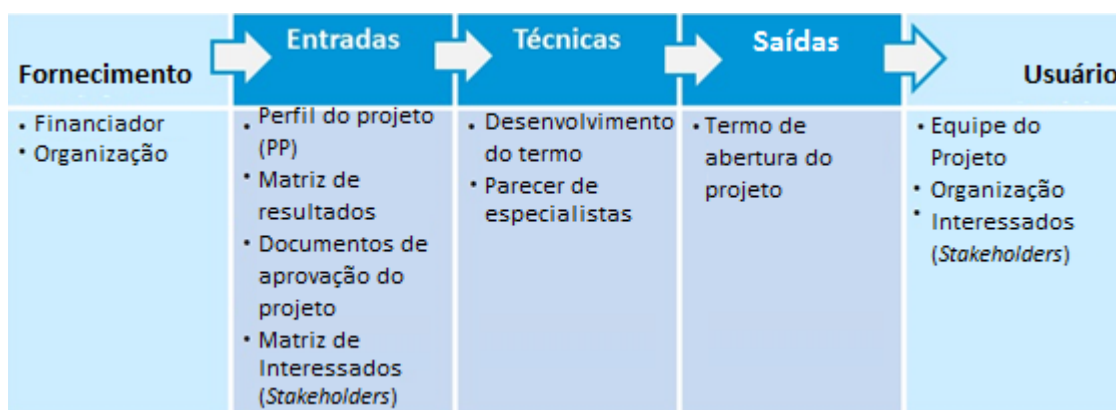 Fornecimento
• Financiador
• Organização
Entradas
• Perfil do projeto
(PP)
• Matriz de
resultados
• Documentos de
aprovação do
projeto
• Matriz de
Interessados
(Stakeholders)
Técnicas
• Desenvolvimento
do termo
• Parecer de
especialistas
Saídas
• Termo de
abertura do
projeto
Usuário
• Equipe do
Projeto
• Organização
• Interessados
(Stakeholders)